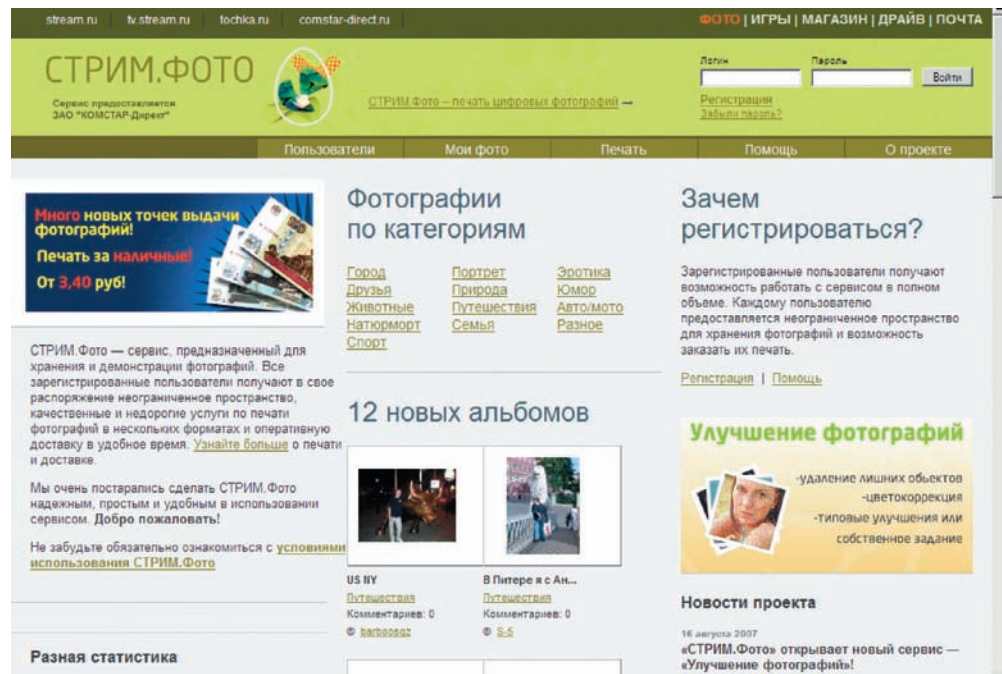 stream.ru tv.stream.ru tochka.ru comstar-direct.ru
ФОТО | ИГРЫ | МАГАЗИН | ДРАЙВ | ПОЧТА
СТРИМ.ФОТО
Сервис предоставляется
ЗАО "КОМСТАР-Директ"
СТРИМ.Фото – печать цифровых фотографий →
Логин Пароль
Войти
Регистрация
Забыли пароль?
Пользователи Мои фото Печать Помощь О проекте
Много новых точек выдачи
фотографий!
Печать за наличные!
От 3,40 руб!
СТРИМ.Фото — сервис, предназначенный для
хранения и демонстрации фотографий. Все
зарегистрированные пользователи получают в свое
распоряжение неограниченное пространство,
качественные и недорогие услуги по печати
фотографий в нескольких форматах и оперативную
доставку в удобное время. Узнайте больше о печати
и доставке.
Мы очень постарались сделать СТРИМ.Фото
надежным, простым и удобным в использовании
сервисом. Добро пожаловать!
Не забудьте обязательно ознакомиться с условиями
использования СТРИМ.Фото
Разная статистика
Фотографии
по категориям
Город Портрет Эротика
Друзья Природа Юмор
Животные Путешествия Авто/мото
Натюрморт Семья Разное
Спорт
12 новых альбомов
US NY
Путешествия
Комментариев: 0
© barboosqz
В Питере я с Ан...
Путешествия
Комментариев: 0
© S-5
Зачем
регистрироваться?
Зарегистрированные пользователи получают
возможность работать с сервисом в полном
объеме. Каждому пользователю
предоставляется неограниченное пространство
для хранения фотографий и возможность
заказать их печать.
Регистрация | Помощь
Улучшение фотографий
-удаление лишних объектов
-цветокоррекция
-типовые улучшения или
собственное задание
Новости проекта
16 августа 2007
«СТРИМ.Фото» открывает новый сервис —
«Улучшение фотографий»!